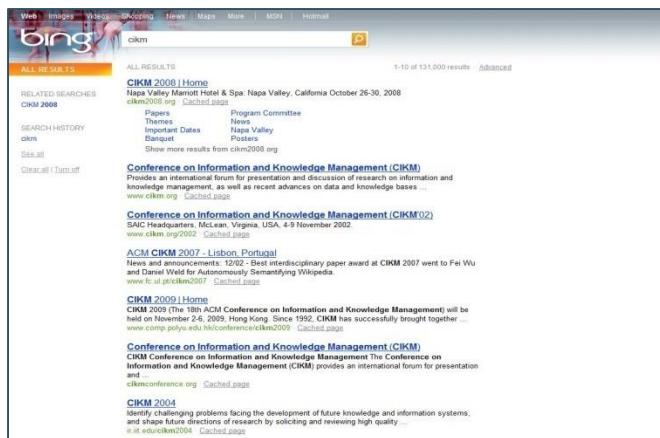 Web Images Videos Shopping News Maps More | MSN | Hotmail
bing
cikm
ALL RESULTS
RELATED SEARCHES
CIKM 2008
SEARCH HISTORY
cikm
See all
Clear all | Turn off
ALL RESULTS 1-10 of 131,000 results · Advanced
CIKM 2008 | Home
Napa Valley Marriott Hotel & Spa: Napa Valley, California October 26-30, 2008
cikm2008.org · Cached page
Papers Program Committee
Themes News
Important Dates Napa Valley
Banquet Posters
Show more results from cikm2008.org
Conference on Information and Knowledge Management (CIKM)
Provides an international forum for presentation and discussion of research on information and
knowledge management, as well as recent advances on data and knowledge bases ...
www.cikm.org · Cached page
Conference on Information and Knowledge Management (CIKM'02)
SAIC Headquarters, McLean, Virginia, USA, 4-9 November 2002.
www.cikm.org/2002 · Cached page
ACM CIKM 2007 - Lisbon, Portugal
News and announcements: 12/02 - Best interdisciplinary paper award at CIKM 2007 went to Fei Wu
and Daniel Weld for Autonomously Semantifying Wikipedia.
www.fc.ul.pt/cikm2007 · Cached page
CIKM 2009 | Home
CIKM 2009 (The 18th ACM Conference on Information and Knowledge Management) will be
held on November 2-6, 2009, Hong Kong. Since 1992, CIKM has successfully brought together ...
www.comp.polyu.edu.hk/conference/cikm2009 · Cached page
Conference on Information and Knowledge Management (CIKM)
CIKM Conference on Information and Knowledge Management The Conference on
Information and Knowledge Management (CIKM) provides an international forum for presentation
and ...
cikmconference.org · Cached page
CIKM 2004
Identify challenging problems facing the development of future knowledge and information systems,
and shape future directions of research by soliciting and reviewing high quality ...
ir.iit.edu/cikm2004 · Cached page